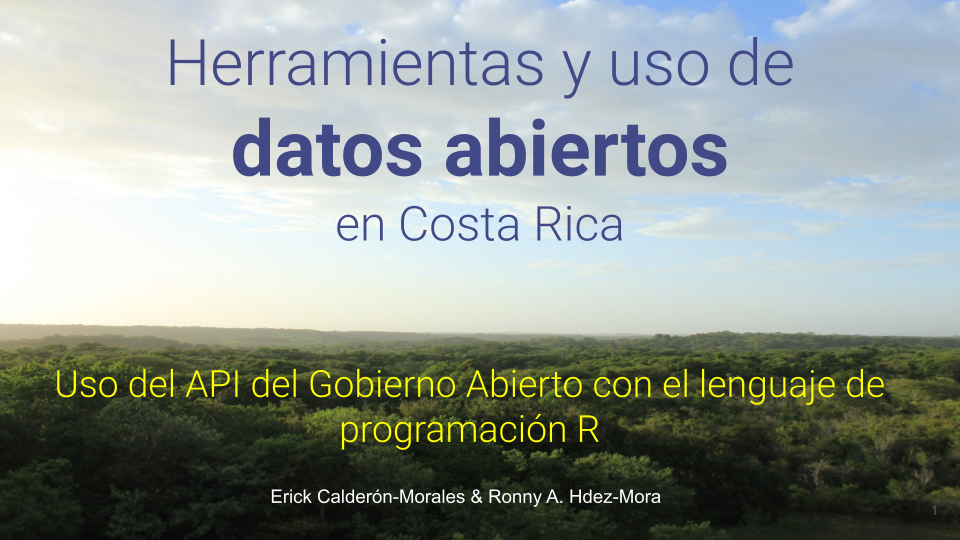 Herramientas y uso de
datos abiertos
en Costa Rica
Uso del API del Gobierno Abierto con el lenguaje de
programación R
Erick Calderón-Morales & Ronny A. Hdez-Mora
1